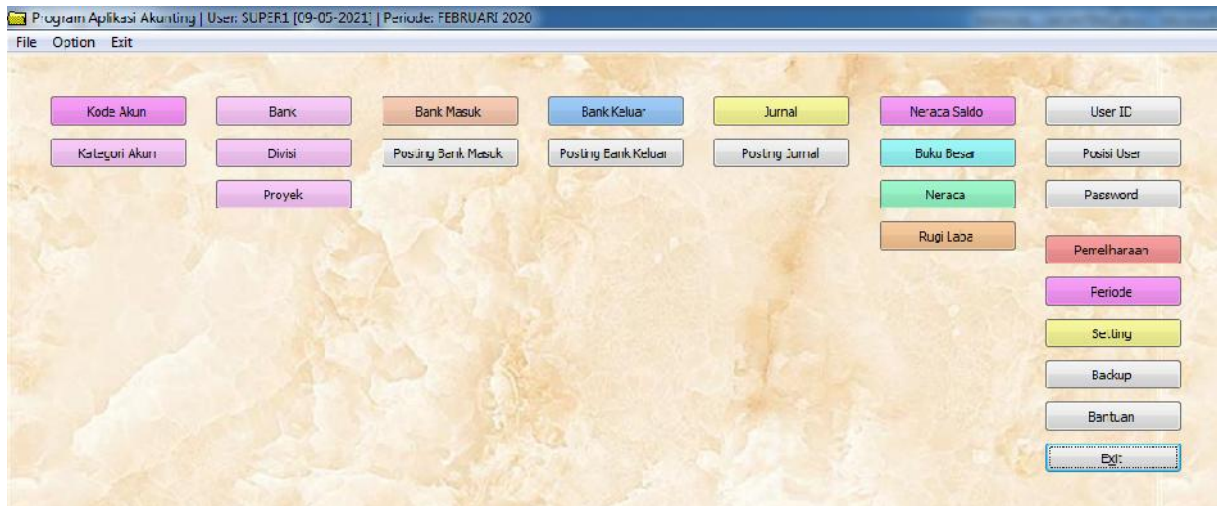 Program Aplikasi Akunting | User: SUPER1 [09-05-2021] | Periode: FEBRUARI 2020
File Option Exit
Kode Akun Bank Bank Masuk Bank Keluar Jurnal Neraca Saldo User ID
Kategori Akun Divisi Posting Bank Masuk Posting Bank Keluar Posting Jurnal Buku Besar Posisi User
Proyek Neraca Password
Rugi Laba
Pemeliharaan
Periode
Setting
Backup
Bantuan
Exit